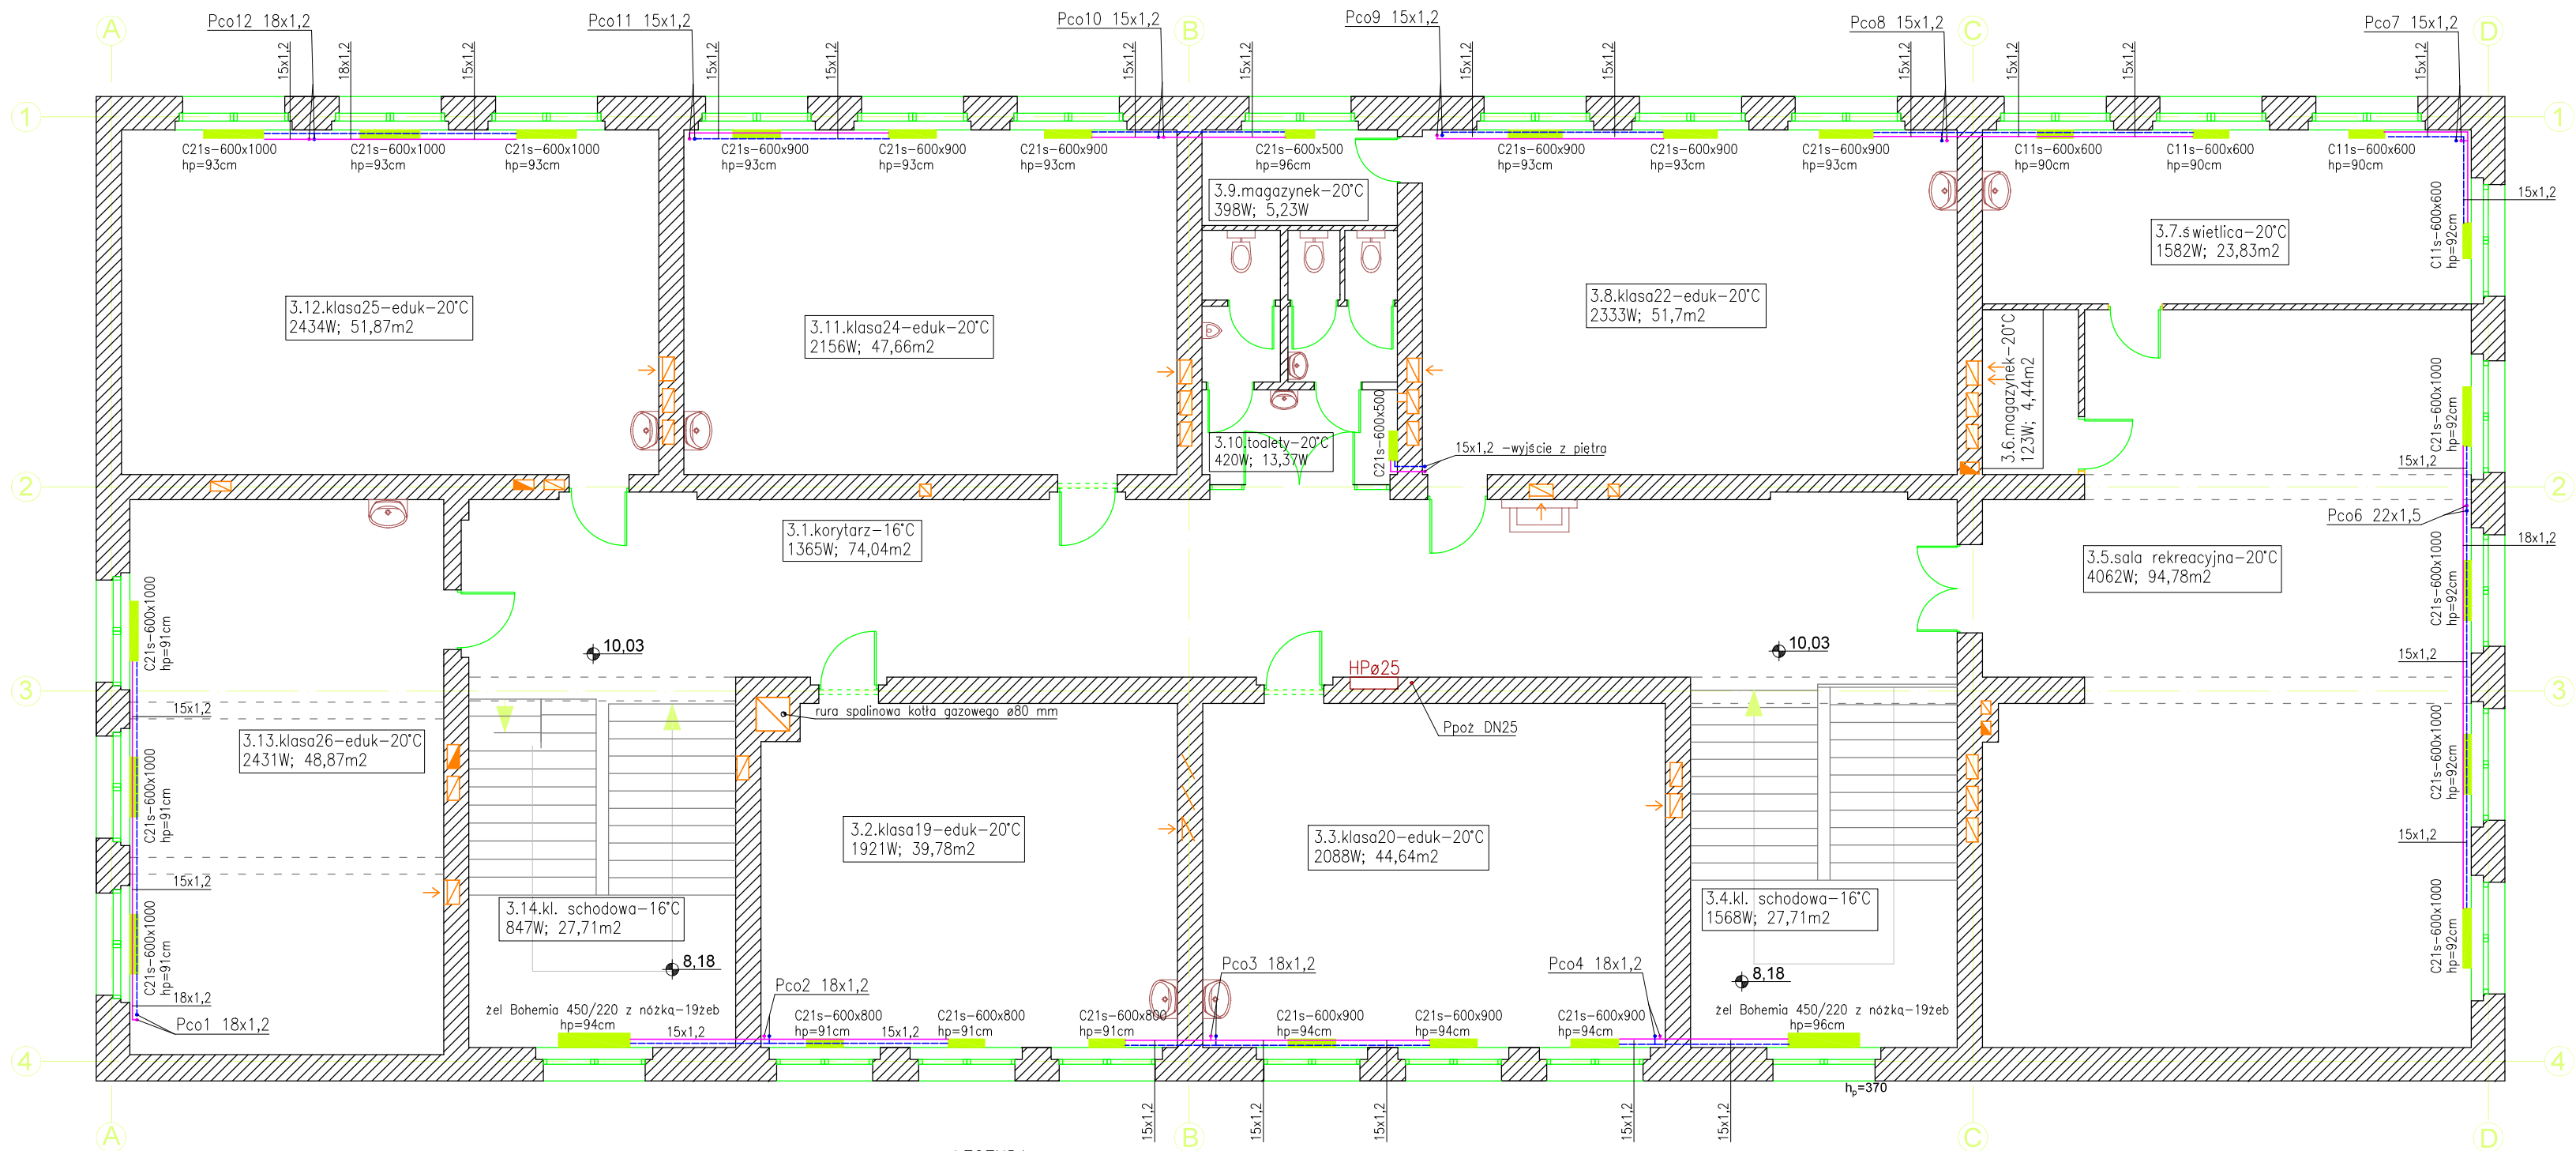 Pco12 18x1,2
Pco11 15x1,2
Pco10 15x1,2
Pco9 15x1,2
Pco8 15x1,2
Pco7 15x1,2
A
B
C
D
15x1,2
18x1,2
15x1,2
15x1,2
15x1,2
15x1,2
15x1,2
15x1,2
15x1,2
15x1,2
15x1,2
15x1,2
15x1,2
1
1
C21s-600x1000
hp=93cm
C21s-600x1000
hp=93cm
C21s-600x1000
hp=93cm
C21s-600x900
hp=93cm
C21s-600x900
hp=93cm
C21s-600x900
hp=93cm
C21s-600x500
hp=96cm
C21s-600x900
hp=93cm
C21s-600x900
hp=93cm
C21s-600x900
hp=93cm
C11s-600x600
hp=90cm
C11s-600x600
hp=90cm
C11s-600x600
hp=90cm
3.9.magazynek-20°C
398W; 5,23W
15x1,2
C11s-600x600
hp=92cm
3.7.świetlica-20°C
1582W; 23,83m2
3.12.klasa25-eduk-20°C
2434W; 51,87m2
3.11.klasa24-eduk-20°C
2156W; 47,66m2
3.8.klasa22-eduk-20°C
2333W; 51,7m2
3.6.magazynek-20°C
123W; 4,44m2
C21s-600x500
C21s-600x1000
hp=92cm
3.10.toalety-20°C
420W; 13,37W
15x1,2 -wyjście z piętra
15x1,2
2
2
Pco6 22x1,5
3.1.korytarz-16°C
1365W; 74,04m2
18x1,2
3.5.sala rekreacyjna-20°C
4062W; 94,78m2
C21s-600x1000
hp=92cm
C21s-600x1000
hp=91cm
10,03
10,03
15x1,2
HPø25
3
3
15x1,2
rura spalinowa kotła gazowego ø80 mm
Ppoż DN25
3.13.klasa26-eduk-20°C
2431W; 48,87m2
C21s-600x1000
hp=91cm
C21s-600x1000
hp=92cm
3.2.klasa19-eduk-20°C
1921W; 39,78m2
3.3.klasa20-eduk-20°C
2088W; 44,64m2
15x1,2
15x1,2
3.14.kl. schodowa-16°C
847W; 27,71m2
3.4.kl. schodowa-16°C
1568W; 27,71m2
C21s-600x1000
hp=91cm
C21s-600x1000
hp=92cm
8,18
8,18
Pco3 18x1,2
Pco4 18x1,2
Pco2 18x1,2
18x1,2
Pco1 18x1,2
żel Bohemia 450/220 z nóżką-19żeb
hp=94cm
15x1,2
C21s-600x800
hp=91cm
15x1,2
C21s-600x800
hp=91cm
C21s-600x800
hp=91cm
C21s-600x900
hp=94cm
C21s-600x900
hp=94cm
C21s-600x900
hp=94cm
żel Bohemia 450/220 z nóżką-19żeb
hp=96cm
4
4
hp=370
15x1,2
15x1,2
15x1,2
15x1,2
15x1,2
A
B
C
D